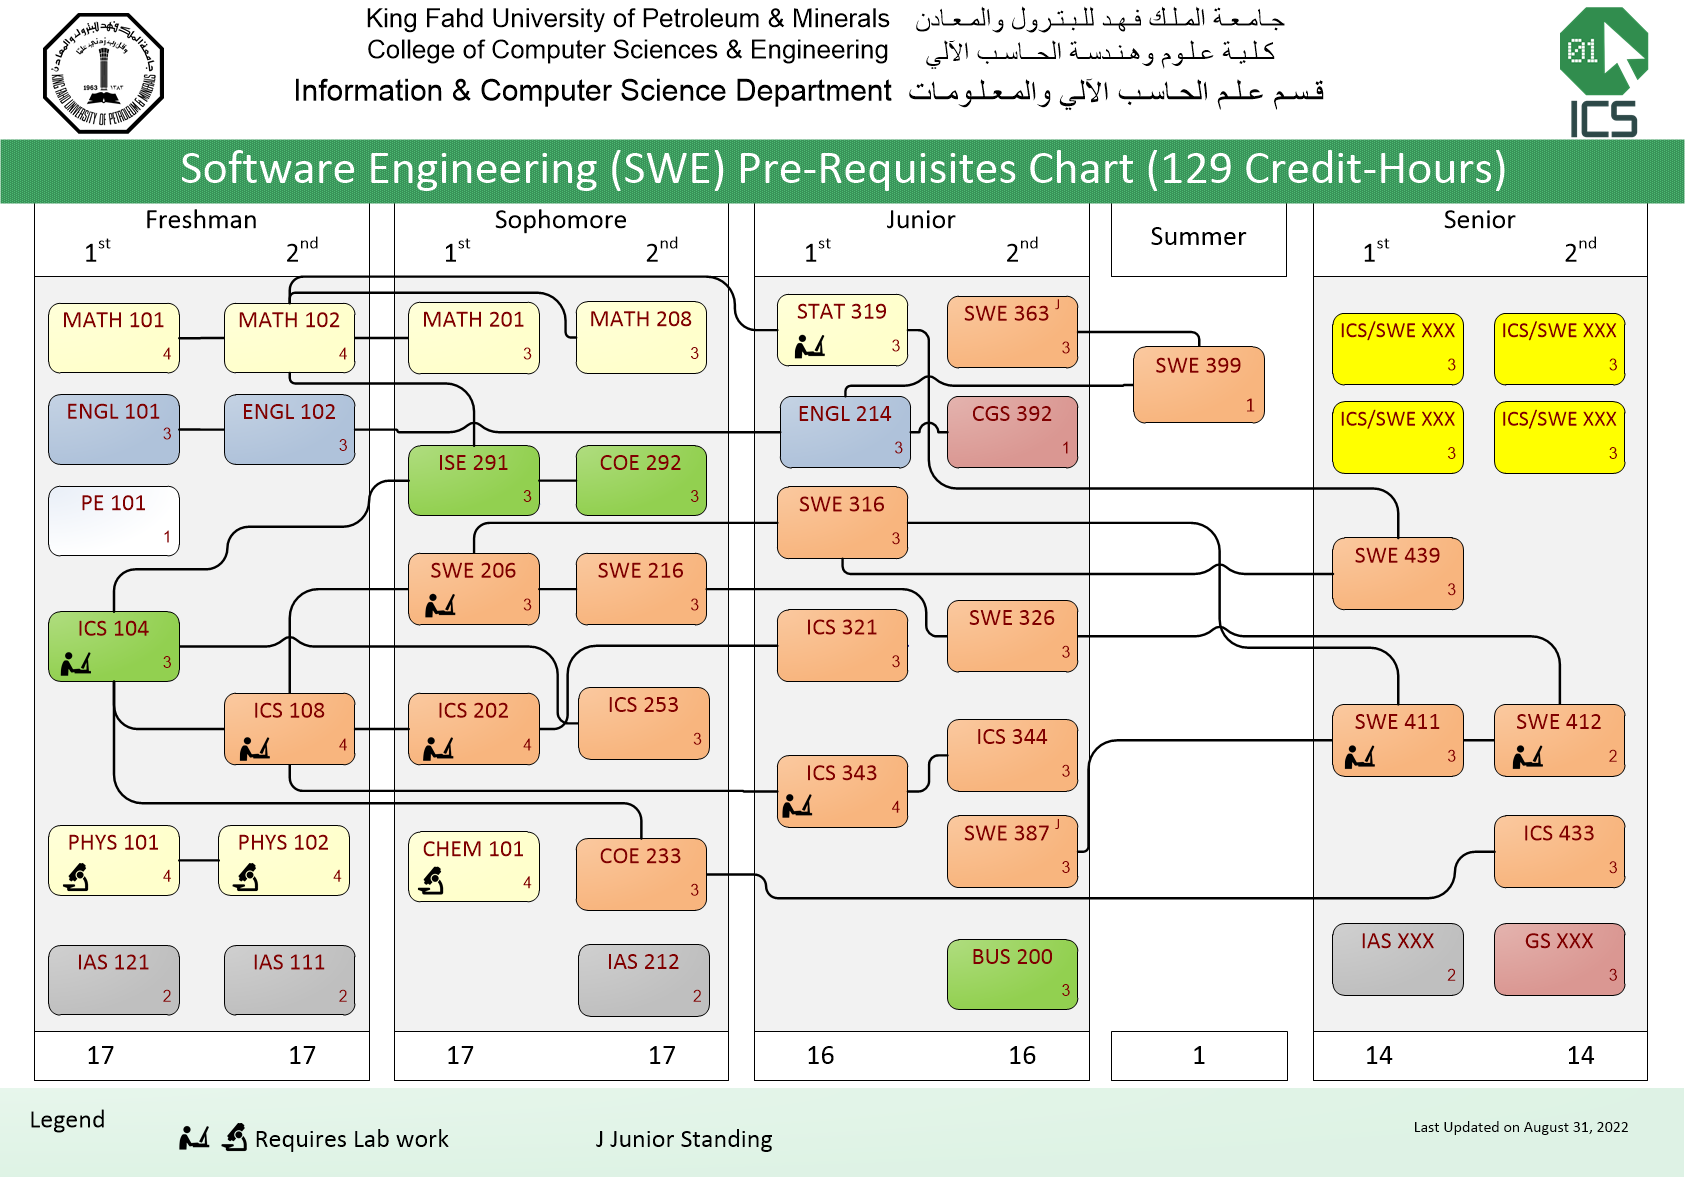 King Fahd University of Petroleum & Minerals جامعة الملك فهد للبترول والمعادن
College of Computer Sciences & Engineering كلية علوم وهندسة الحاسب الآلي
Information & Computer Science Department قسم علم الحاسب الآلي والمعلومات
KING FAHD UNIVERSITY OF PETROLEUM & MINERALS
1963 ١٣٨٣
01
ICS
Software Engineering (SWE) Pre-Requisites Chart (129 Credit-Hours)
Freshman
1st 2nd
Sophomore
1st 2nd
Junior
1st 2nd
Summer
Senior
1st 2nd
MATH 101
4
ENGL 101
3
PE 101
1
ICS 104
3
PHYS 101
4
IAS 121
2
17
MATH 102
4
ENGL 102
3
ICS 108
4
PHYS 102
4
IAS 111
2
17
MATH 201
3
ISE 291
3
SWE 206
3
ICS 202
4
CHEM 101
4
17
MATH 208
3
COE 292
3
SWE 216
3
ICS 253
3
COE 233
3
IAS 212
2
17
STAT 319
3
ENGL 214
3
SWE 316
3
ICS 321
3
ICS 343
4
16
SWE 363 J
3
CGS 392
1
SWE 326
3
ICS 344
3
SWE 387 J
3
BUS 200
3
16
SWE 399
1
1
ICS/SWE XXX
3
ICS/SWE XXX
3
SWE 439
3
SWE 411
3
IAS XXX
2
14
ICS/SWE XXX
3
ICS/SWE XXX
3
SWE 412
2
ICS 433
3
GS XXX
3
14
Legend
Requires Lab work
J Junior Standing
Last Updated on August 31, 2022